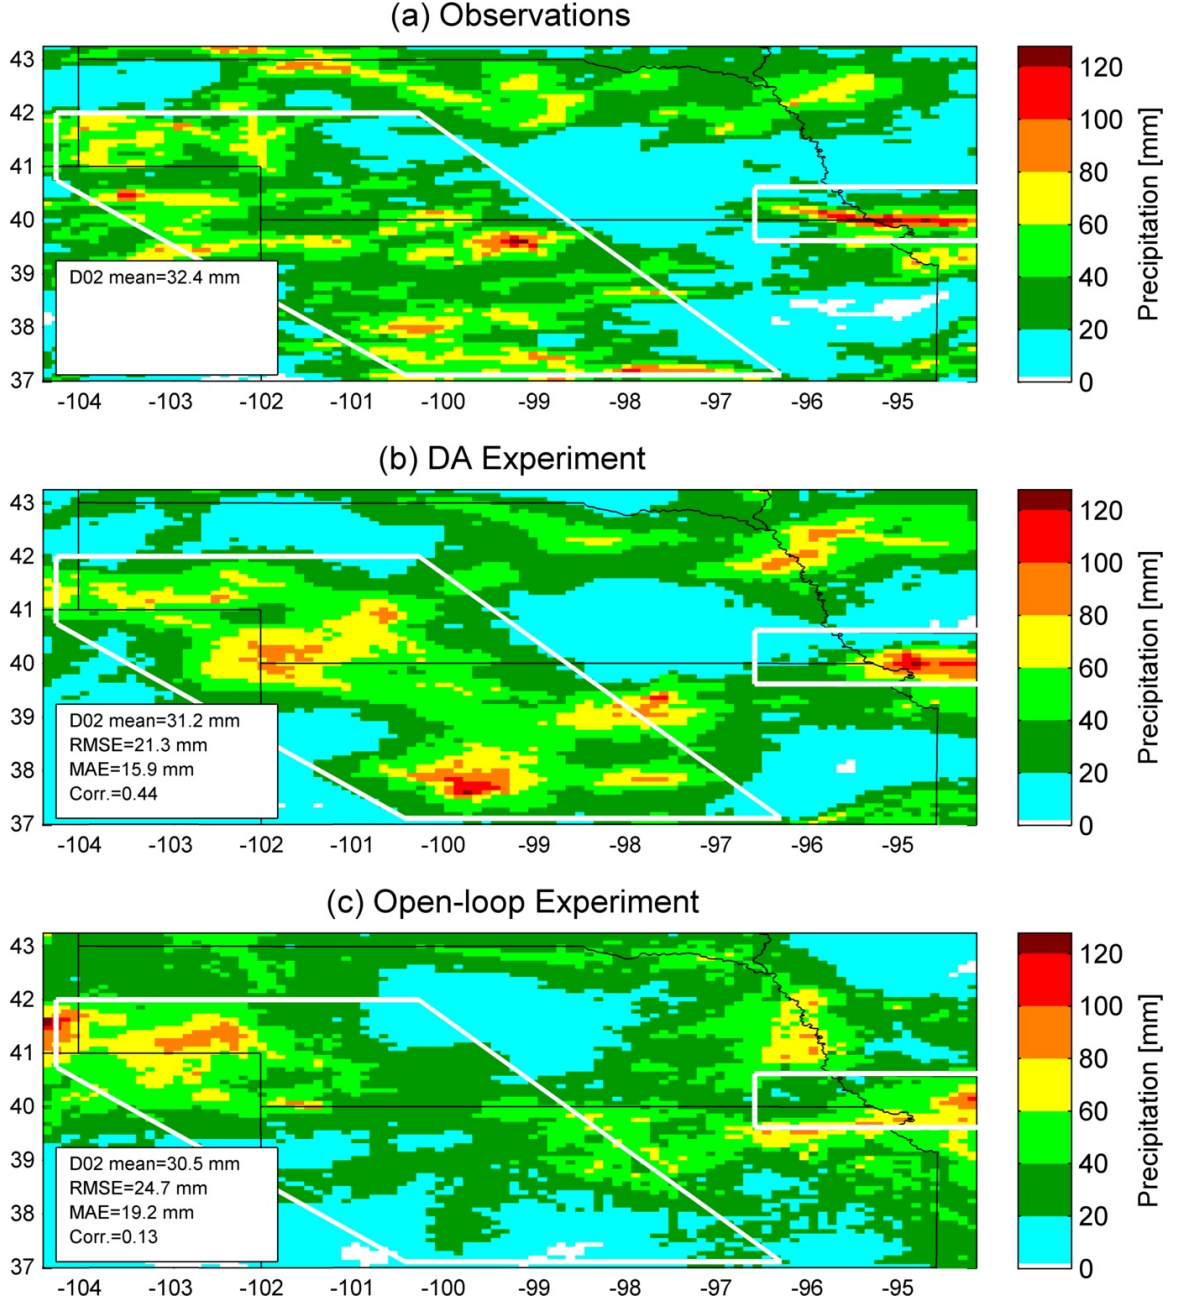 (a) Observations
43
42
41
40
39
38
37
D02 mean=32.4 mm
-104 -103 -102 -101 -100 -99 -98 -97 -96 -95
120
100
80
60
40
20
0
Precipitation [mm]
(b) DA Experiment
43
42
41
40
39
38
37
D02 mean=31.2 mm
RMSE=21.3 mm
MAE=15.9 mm
Corr.=0.44
-104 -103 -102 -101 -100 -99 -98 -97 -96 -95
120
100
80
60
40
20
0
Precipitation [mm]
(c) Open-loop Experiment
43
42
41
40
39
38
37
D02 mean=30.5 mm
RMSE=24.7 mm
MAE=19.2 mm
Corr.=0.13
-104 -103 -102 -101 -100 -99 -98 -97 -96 -95
120
100
80
60
40
20
0
Precipitation [mm]